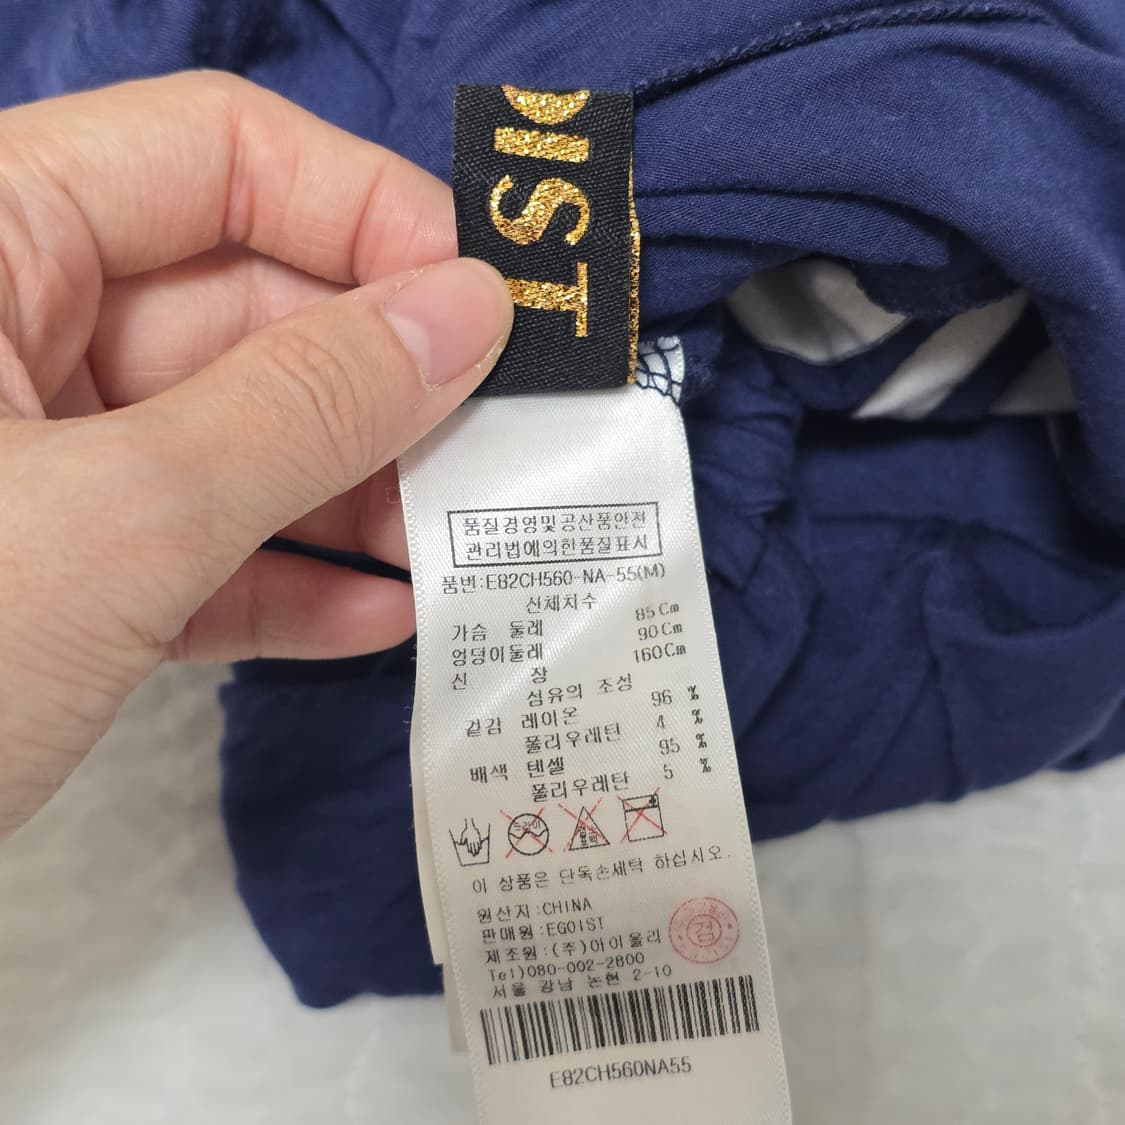 OIST
품질경영및공산품안전
관리법에의한품질표시
품번:E82CH560-NA-55(M)
신체치수
가슴 둘레 85Cm
엉덩이둘레 90Cm
신 장 160Cm
섬유의 조성
겉감 레이온 96 %
폴리우레탄 4 %
배색 텐셀 95 %
폴리우레탄 5 %
이 상품은 단독손세탁 하십시오.
원산지:CHINA
판매원:EGOIST
제조원:(주)아이올리
Tel)080-002-2800
서울 강남 논현 2-10
검
E82CH560NA55